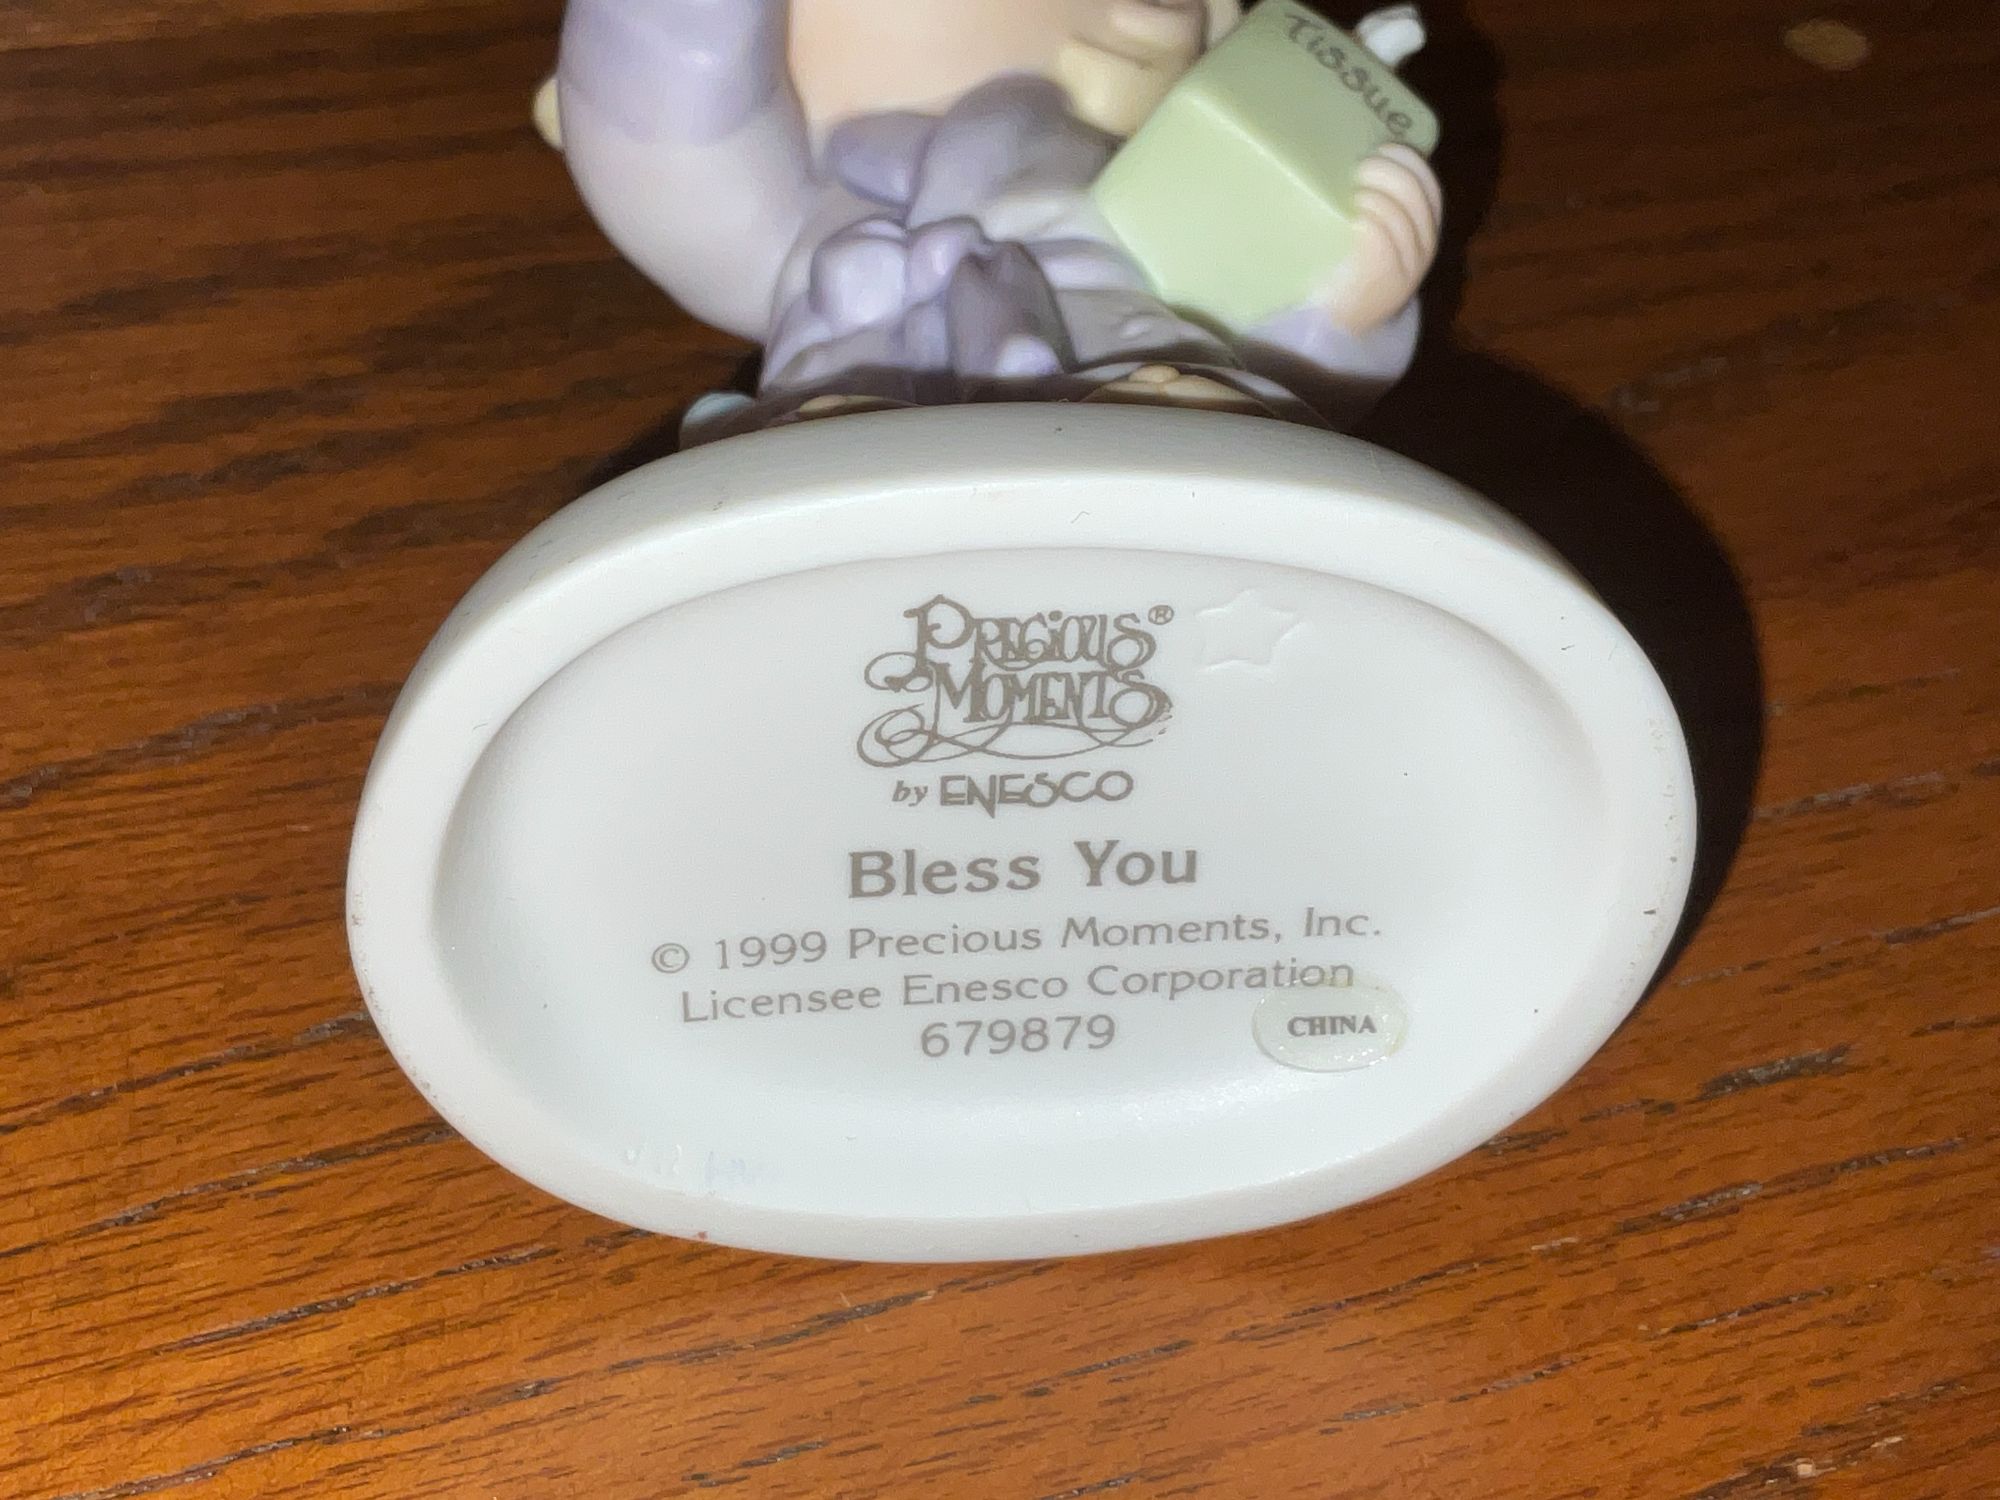 Tissue
PRECIOUS®
MOMENTS
by ENESCO
Bless You
© 1999 Precious Moments, Inc.
Licensee Enesco Corporation
679879
CHINA